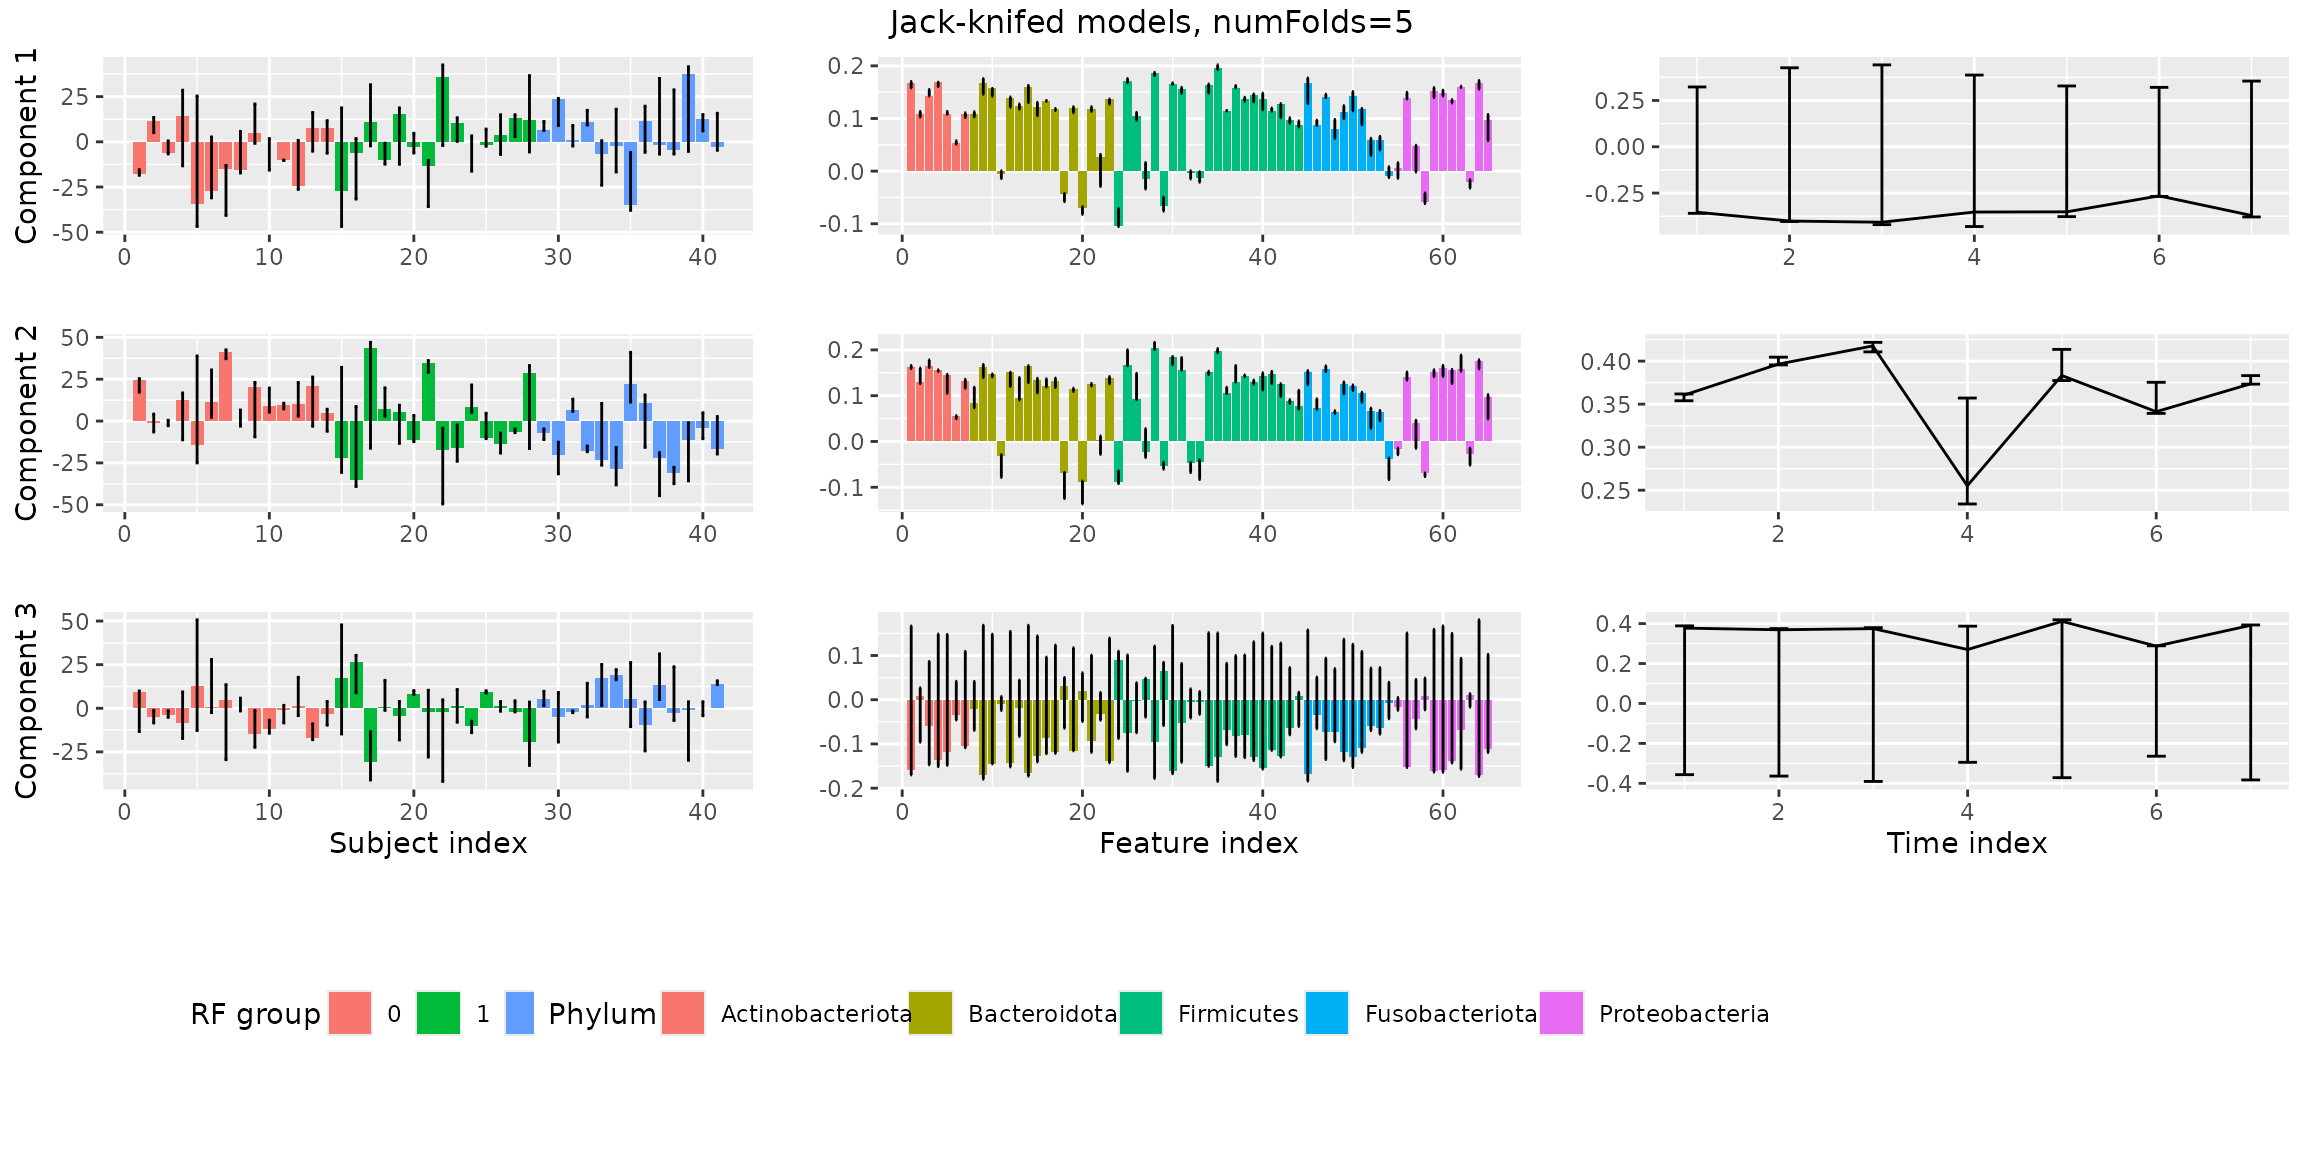 Jack-knifed models, numFolds=5
Component 1
25
0
-25
-50
0 10 20 30 40
0.2
0.1
0.0
-0.1
0 20 40 60
0.25
0.00
-0.25
2 4 6
Component 2
50
25
0
-25
-50
0 10 20 30 40
0.2
0.1
0.0
-0.1
0 20 40 60
0.40
0.35
0.30
0.25
2 4 6
Component 3
50
25
0
-25
0 10 20 30 40
Subject index
0.1
0.0
-0.1
-0.2
0 20 40 60
Feature index
0.4
0.2
0.0
-0.2
-0.4
2 4 6
Time index
RF group 0 1 Phylum Actinobacteriota Bacteroidota Firmicutes Fusobacteriota Proteobacteria